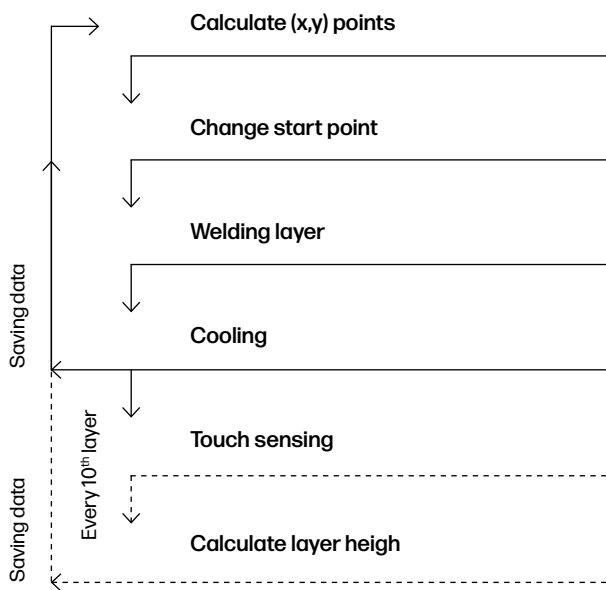 Calculate (x,y) points
Change start point
Welding layer
Cooling
Saving data
Touch sensing
Every 10th layer
Calculate layer heigh
Saving data